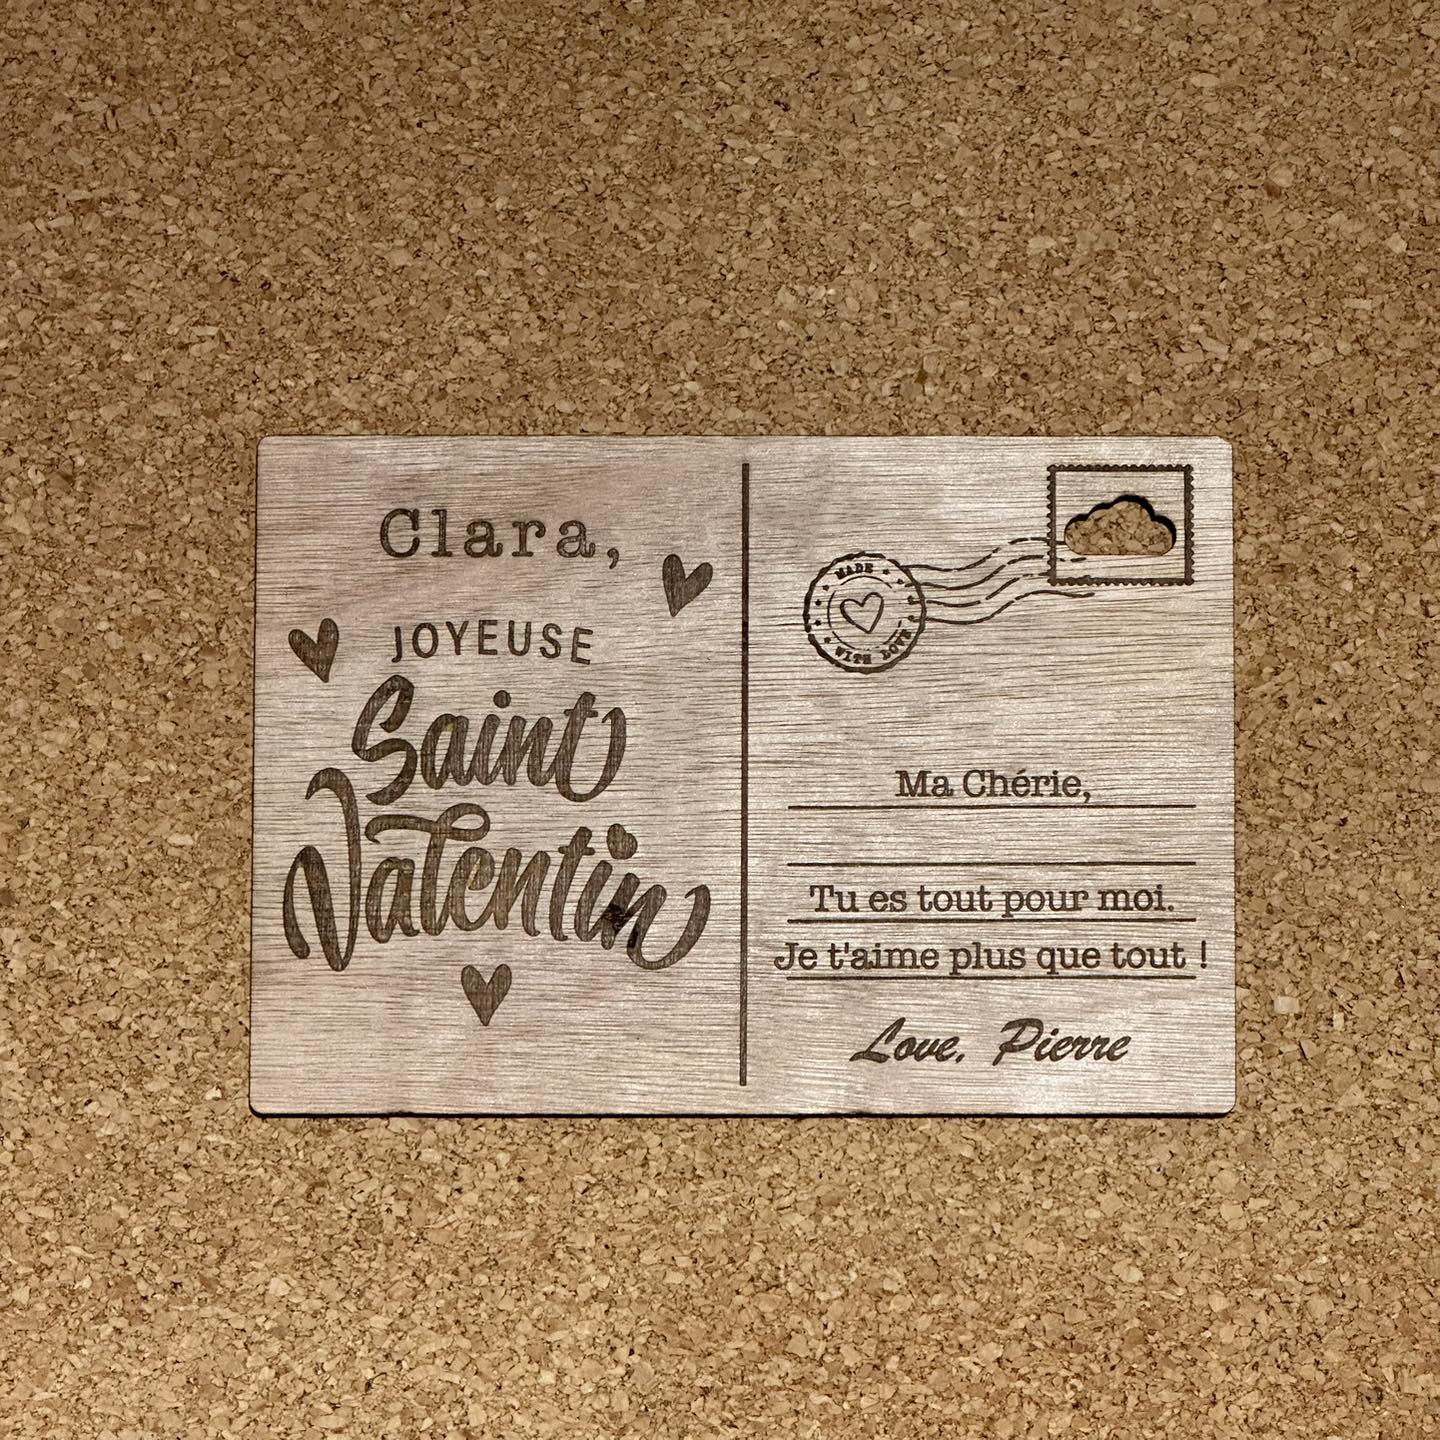 Clara,
JOYEUSE
Saint
Valentin
MADE
WITH LOVE
Ma Chérie,
Tu es tout pour moi.
Je t'aime plus que tout !
Love, Pierre